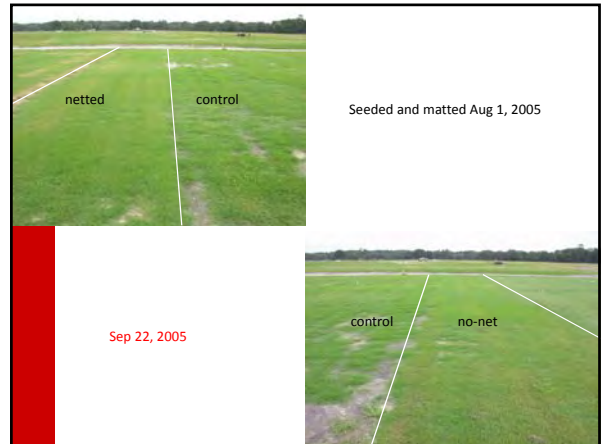 netted control
Seeded and matted Aug 1, 2005
Sep 22, 2005
control no-net